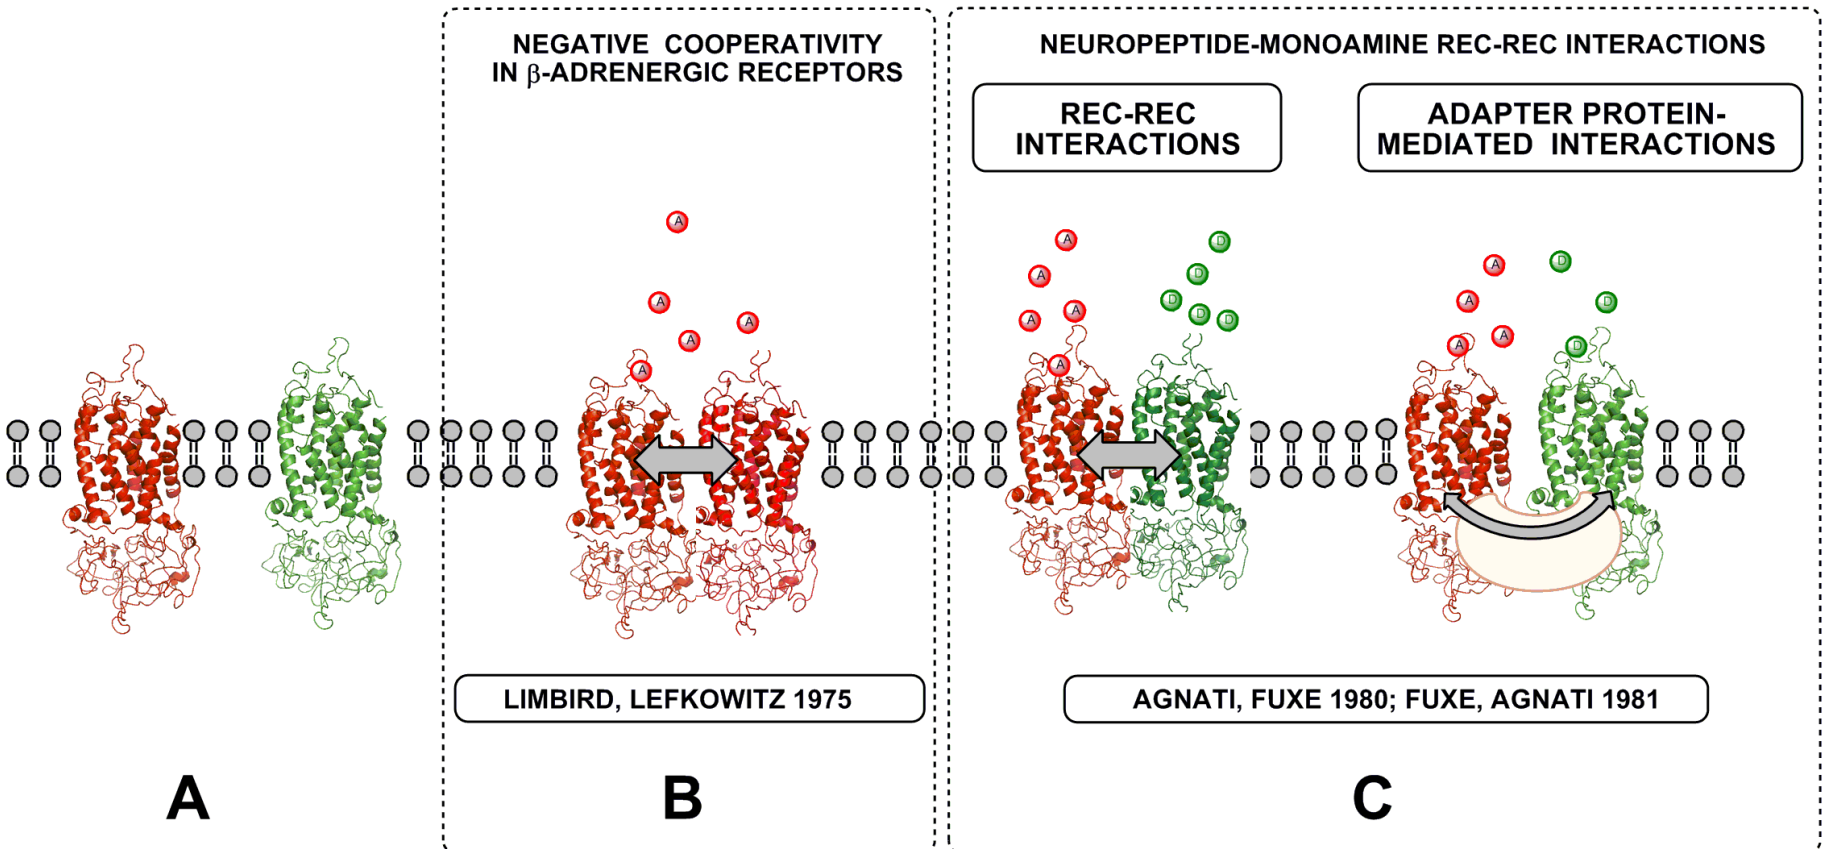 NEGATIVE COOPERATIVITY
IN β-ADRENERGIC RECEPTORS
NEUROPEPTIDE-MONOAMINE REC-REC INTERACTIONS
REC-REC
INTERACTIONS
ADAPTER PROTEIN-
MEDIATED INTERACTIONS
A
A
A
A
A
A
A
A
A
A
D
D
D
D
D
A
A
A
A
D
D
D
LIMBIRD, LEFKOWITZ 1975
AGNATI, FUXE 1980; FUXE, AGNATI 1981
A
B
C